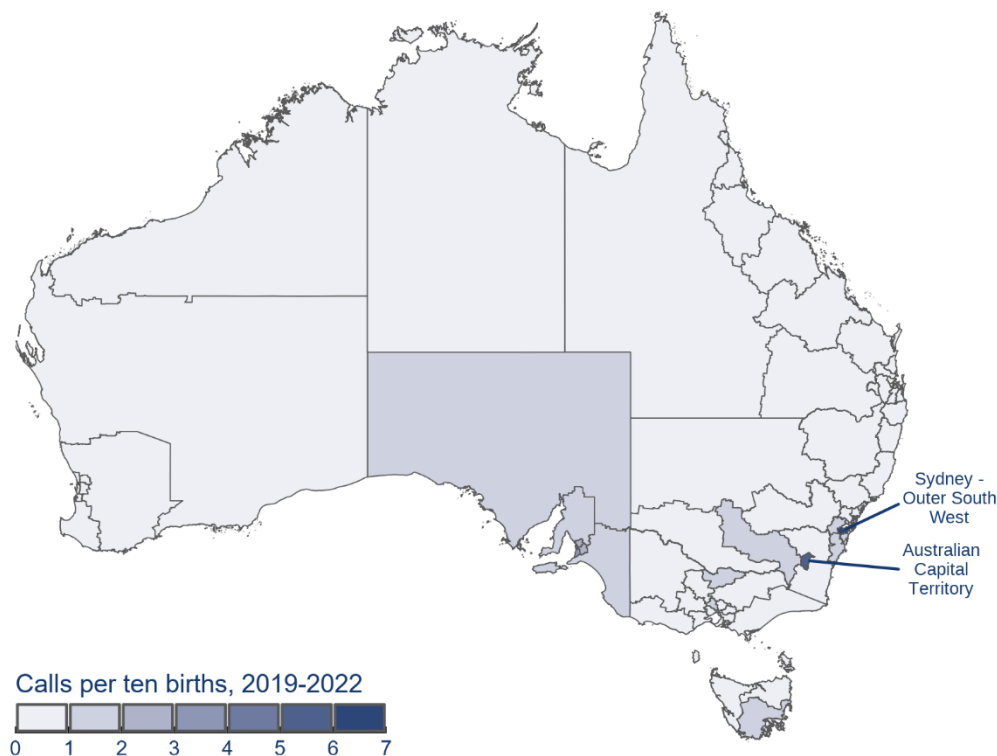 Sydney -
Outer South
West
Australian
Capital
Territory
Calls per ten births, 2019-2022
0 1 2 3 4 5 6 7